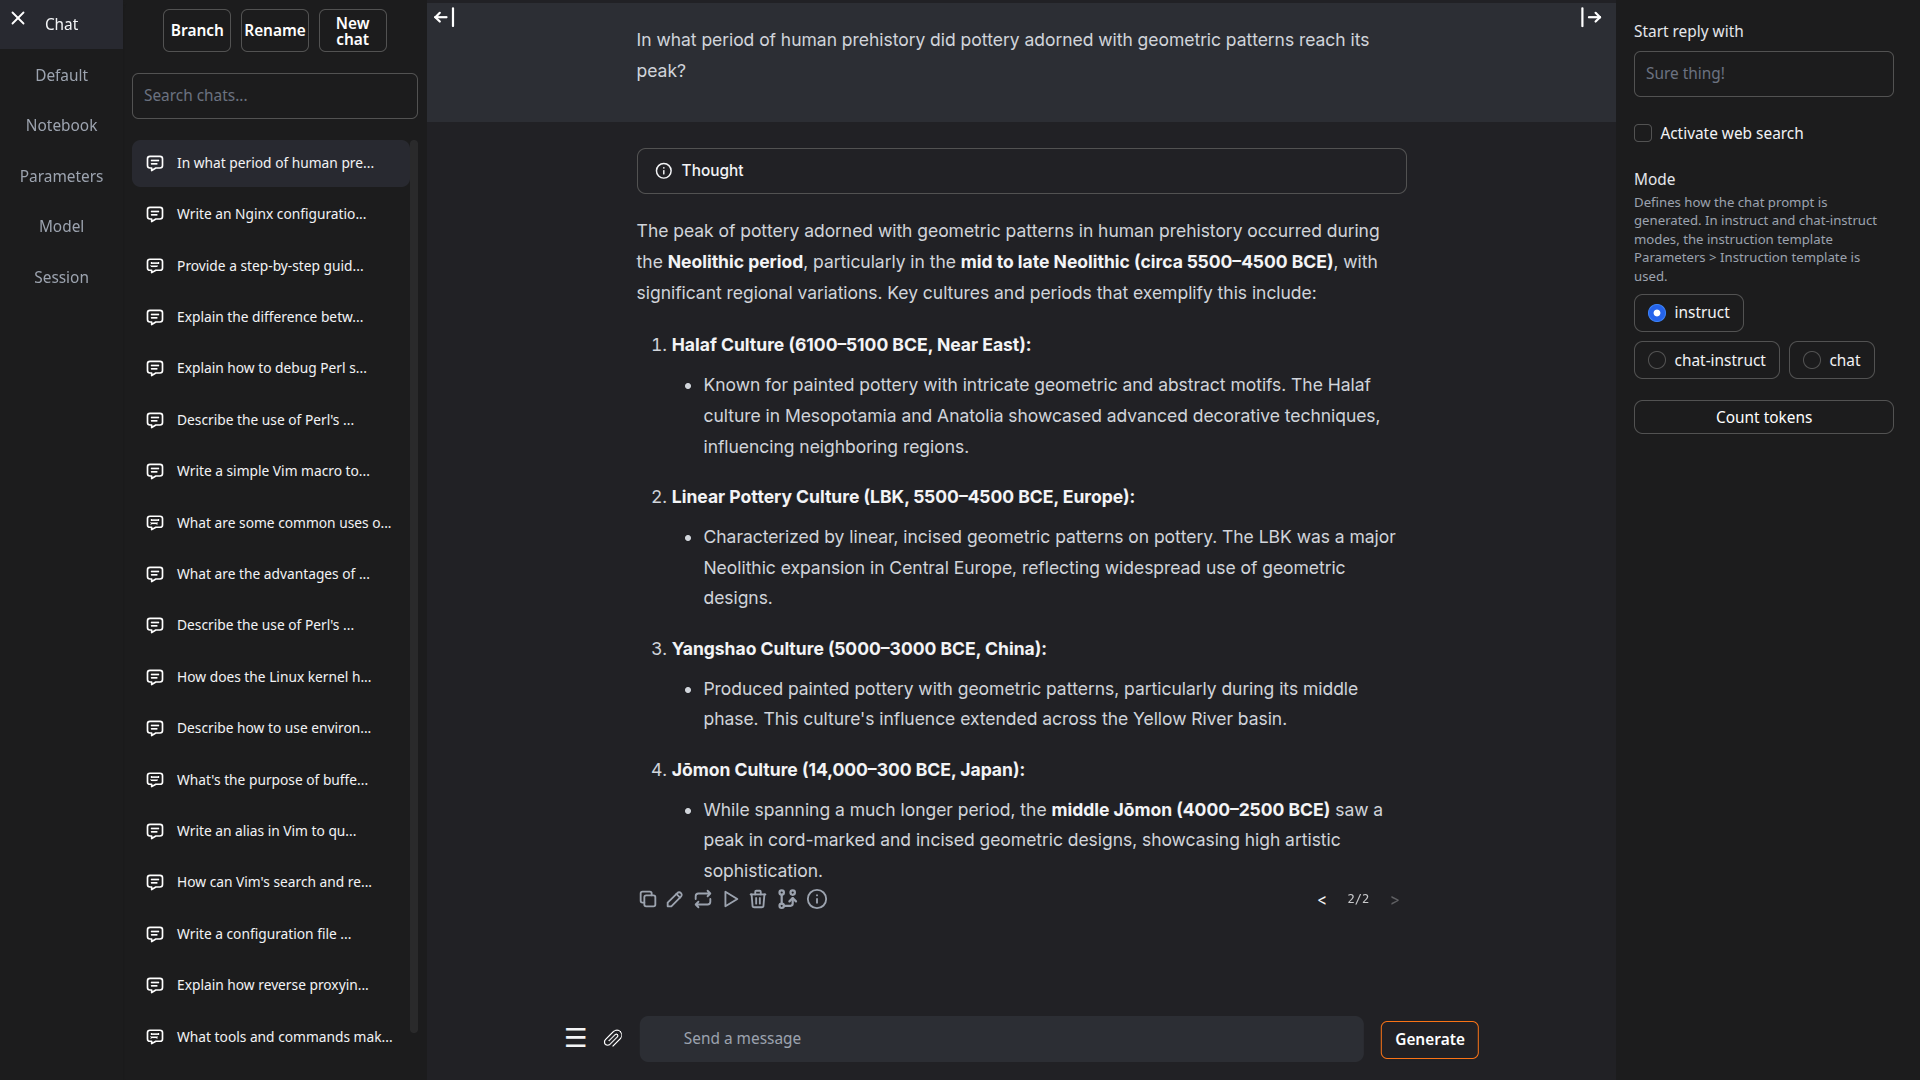 Chat
Default
Notebook
Parameters
Model
Session
Branch
Rename
New
chat
Search chats...
In what period of human pre...
Write an Nginx configuratio...
Provide a step-by-step guid...
Explain the difference betw...
Explain how to debug Perl s...
Describe the use of Perl's ...
Write a simple Vim macro to...
What are some common uses o...
What are the advantages of ...
Describe the use of Perl's ...
How does the Linux kernel h...
Describe how to use environ...
What's the purpose of buffe...
Write an alias in Vim to qu...
How can Vim's search and re...
Write a configuration file ...
Explain how reverse proxyin...
What tools and commands mak...
In what period of human prehistory did pottery adorned with geometric patterns reach its
peak?
Thought
The peak of pottery adorned with geometric patterns in human prehistory occurred during
the Neolithic period, particularly in the mid to late Neolithic (circa 5500–4500 BCE), with
significant regional variations. Key cultures and periods that exemplify this include:
1. Halaf Culture (6100–5100 BCE, Near East):
• Known for painted pottery with intricate geometric and abstract motifs. The Halaf
culture in Mesopotamia and Anatolia showcased advanced decorative techniques,
influencing neighboring regions.
2. Linear Pottery Culture (LBK, 5500–4500 BCE, Europe):
• Characterized by linear, incised geometric patterns on pottery. The LBK was a major
Neolithic expansion in Central Europe, reflecting widespread use of geometric
designs.
3. Yangshao Culture (5000–3000 BCE, China):
• Produced painted pottery with geometric patterns, particularly during its middle
phase. This culture's influence extended across the Yellow River basin.
4. Jōmon Culture (14,000–300 BCE, Japan):
• While spanning a much longer period, the middle Jōmon (4000–2500 BCE) saw a
peak in cord-marked and incised geometric designs, showcasing high artistic
sophistication.
< 2/2 >
Send a message
Generate
Start reply with
Sure thing!
Activate web search
Mode
Defines how the chat prompt is
generated. In instruct and chat-instruct
modes, the instruction template
Parameters > Instruction template is
used.
instruct
chat-instruct
chat
Count tokens